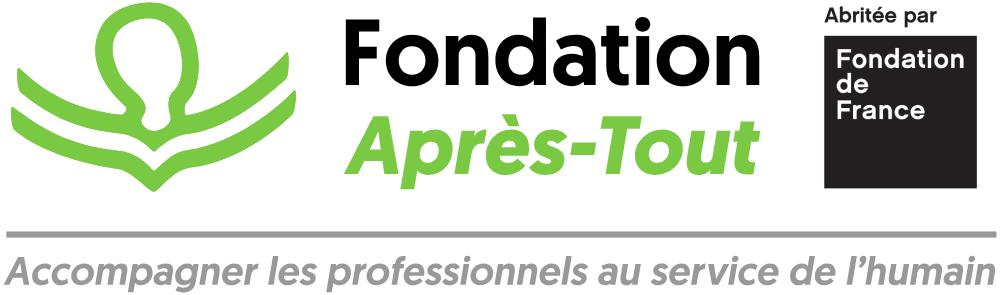 Fondation
Après-Tout
Abritée par
Fondation
de
France
Accompagner les professionnels au service de l’humain